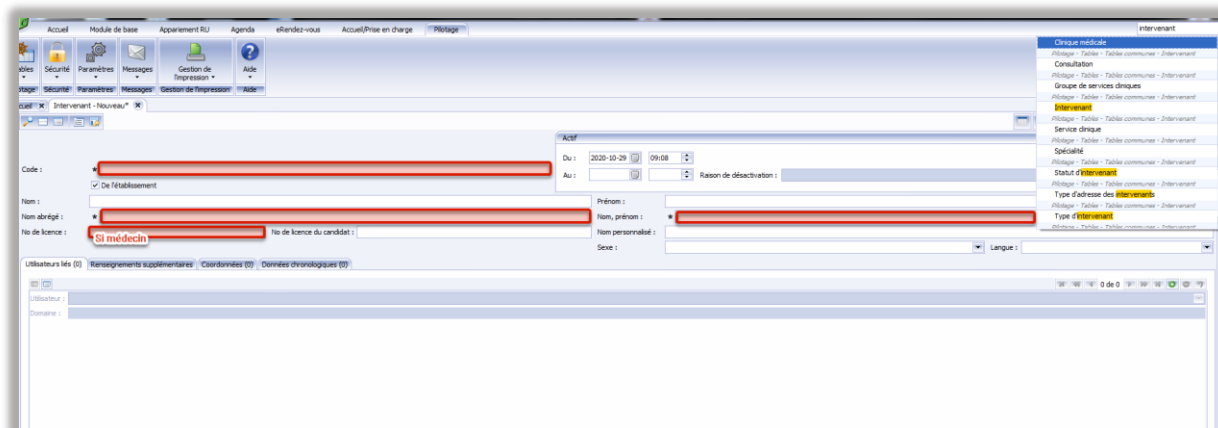 Accueil Module de base Appariement RU Agenda eRendez-vous Accueil/Prise en charge Pilotage
intervenant
Sécurité Paramètres Messages Gestion de l'impression Aide
Sécurité Paramètres Messages Gestion de l'impression Aide
Intervenant - Nouveau*
Clinique médicale
Pilotage - Tables - Tables communes - Intervenant
Consultation
Pilotage - Tables - Tables communes - Intervenant
Groupe de services cliniques
Pilotage - Tables - Tables communes - Intervenant
Intervenant
Pilotage - Tables - Tables communes - Intervenant
Service clinique
Pilotage - Tables - Tables communes - Intervenant
Spécialité
Pilotage - Tables - Tables communes - Intervenant
Statut d'intervenant
Pilotage - Tables - Tables communes - Intervenant
Type d'adresse des intervenants
Pilotage - Tables - Tables communes - Intervenant
Type d'intervenant
Pilotage - Tables - Tables communes - Intervenant
Actif
Du : 2020-10-29 09:08
Code : *
Au : Raison de désactivation :
De l'établissement
Nom : Prénom :
Nom abrégé : * Nom, prénom : *
No de licence : Si médecin No de licence du candidat : Nom personnalisé :
Sexe : Langue :
Utilisateurs liés (0) Renseignements supplémentaires Coordonnées (0) Données chronologiques (0)
0 de 0
Utilisateur :
Domaine :